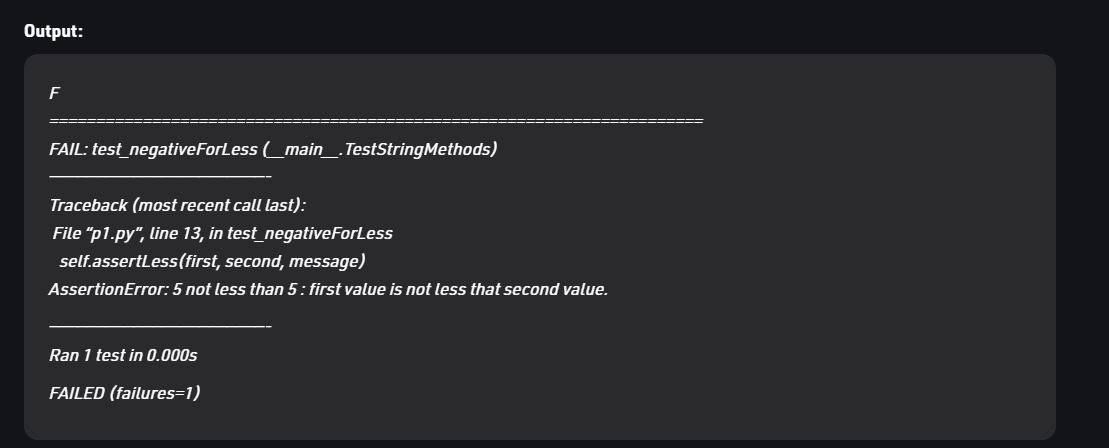 Output:
F
======================================================================
FAIL: test_negativeForLess (__main__.TestStringMethods)
———————————————————————-
Traceback (most recent call last):
File “p1.py”, line 13, in test_negativeForLess
self.assertLess(first, second, message)
AssertionError: 5 not less than 5 : first value is not less that second value.
———————————————————————-
Ran 1 test in 0.000s
FAILED (failures=1)